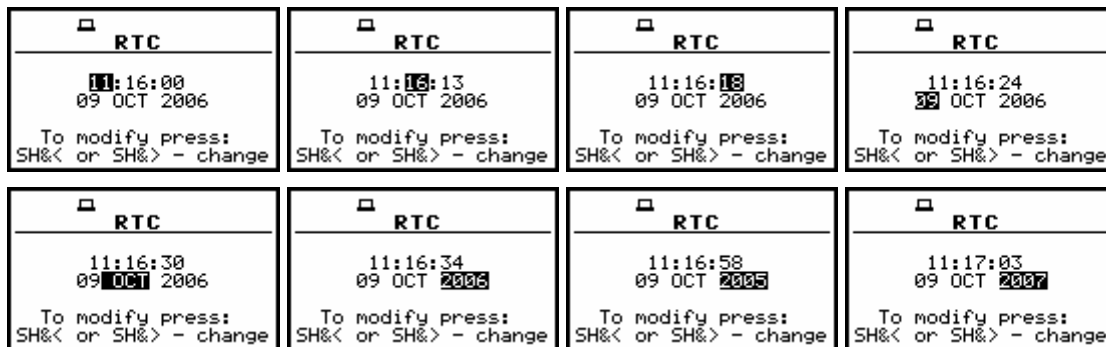 RTC
11:16:00
09 OCT 2006
To modify press:
SH&< or SH&> - change
RTC
11:16:13
09 OCT 2006
To modify press:
SH&< or SH&> - change
RTC
11:16:18
09 OCT 2006
To modify press:
SH&< or SH&> - change
RTC
11:16:24
09 OCT 2006
To modify press:
SH&< or SH&> - change
RTC
11:16:30
09 OCT 2006
To modify press:
SH&< or SH&> - change
RTC
11:16:34
09 OCT 2006
To modify press:
SH&< or SH&> - change
RTC
11:16:58
09 OCT 2005
To modify press:
SH&< or SH&> - change
RTC
11:17:03
09 OCT 2007
To modify press:
SH&< or SH&> - change